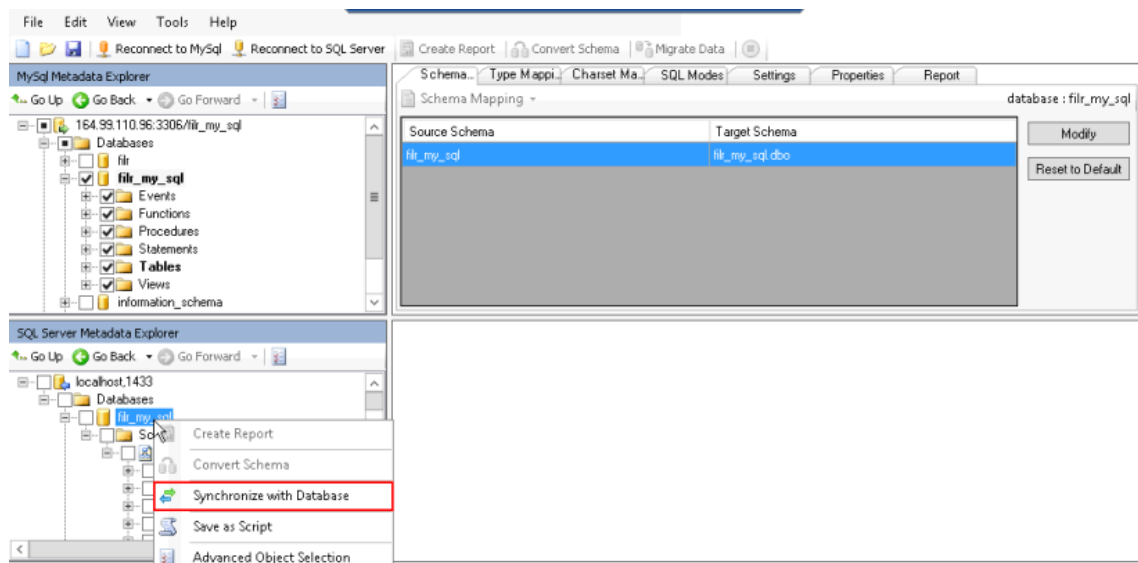 File Edit View Tools Help
Reconnect to MySql Reconnect to SQL Server Create Report Convert Schema Migrate Data
MySql Metadata Explorer
Go Up Go Back Go Forward
164.99.110.96:3306/filr_my_sql
Databases
filr
filr_my_sql
Events
Functions
Procedures
Statements
Tables
Views
information_schema
Schema... Type Mappi... Charset Ma... SQL Modes Settings Properties Report
Schema Mapping database : filr_my_sql
Source Schema Target Schema
filr_my_sql filr_my_sql.dbo
Modify
Reset to Default
SQL Server Metadata Explorer
Go Up Go Back Go Forward
localhost,1433
Databases
filr_my_sql
Create Report
Convert Schema
Synchronize with Database
Save as Script
Advanced Object Selection